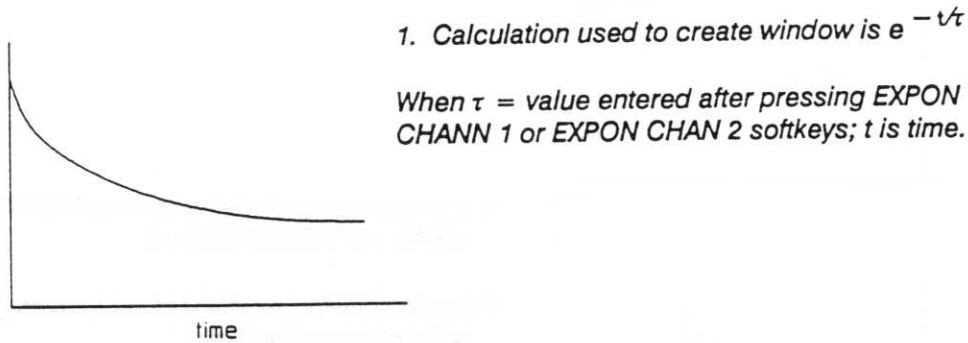 1. Calculation used to create window is e^−t/τ
When τ = value entered after pressing EXPON
CHANN 1 or EXPON CHAN 2 softkeys; t is time.
time